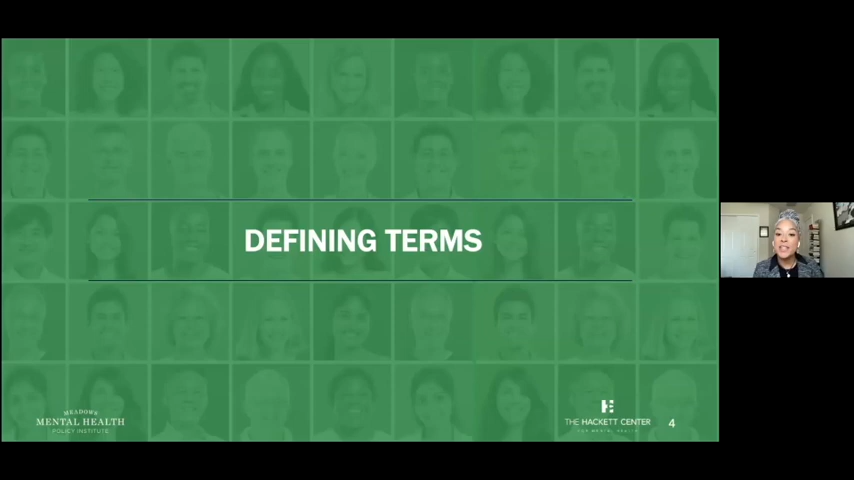 DEFINING TERMS
MEADOWS
MENTAL HEALTH
POLICY INSTITUTE
THE HACKETT CENTER
FOR MENTAL HEALTH
4